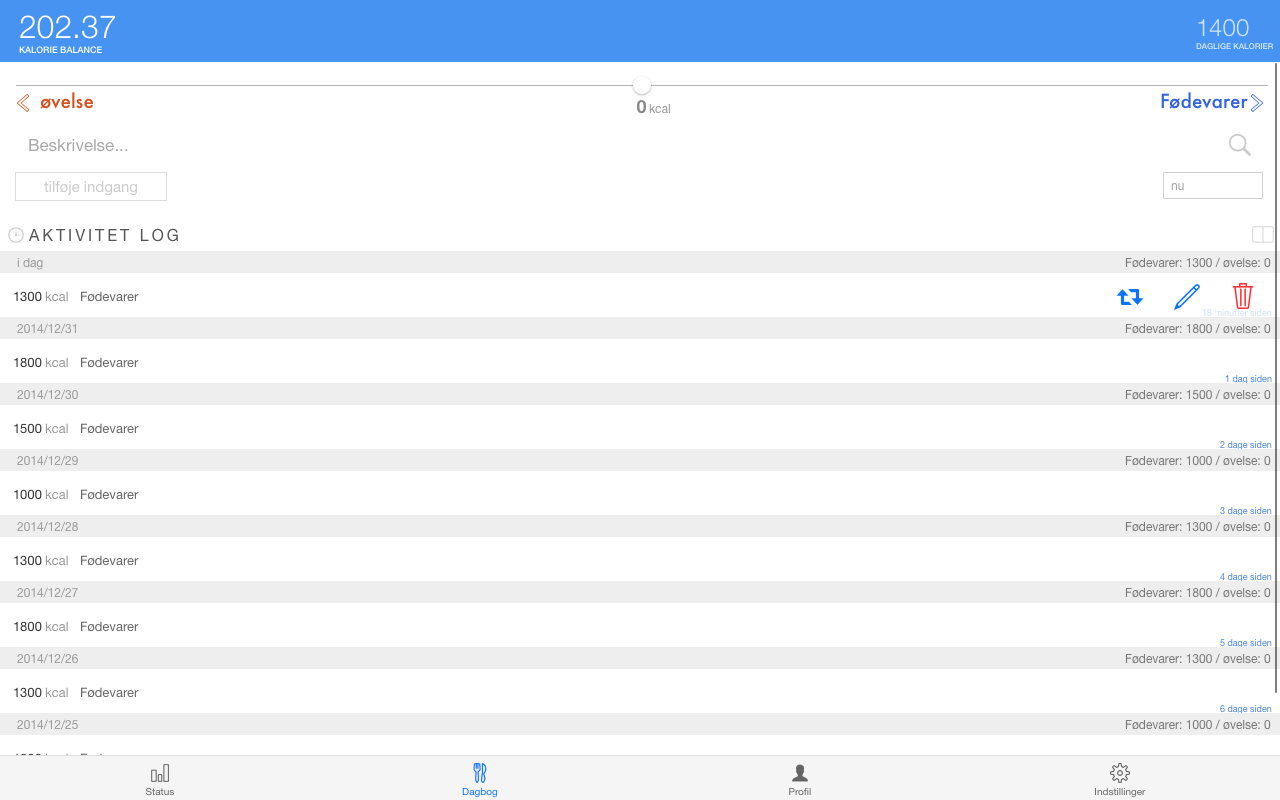 202.37
KALORIE BALANCE
1400
DAGLIGE KALORIER
øvelse
0 kcal
Fødevarer
Beskrivelse...
tilføje indgang
nu
AKTIVITET LOG
i dag
Fødevarer: 1300 / øvelse: 0
1300 kcal Fødevarer
18 minutter siden
2014/12/31
Fødevarer: 1800 / øvelse: 0
1800 kcal Fødevarer
1 dag siden
2014/12/30
Fødevarer: 1500 / øvelse: 0
1500 kcal Fødevarer
2 dage siden
2014/12/29
Fødevarer: 1000 / øvelse: 0
1000 kcal Fødevarer
3 dage siden
2014/12/28
Fødevarer: 1300 / øvelse: 0
1300 kcal Fødevarer
4 dage siden
2014/12/27
Fødevarer: 1800 / øvelse: 0
1800 kcal Fødevarer
5 dage siden
2014/12/26
Fødevarer: 1300 / øvelse: 0
1300 kcal Fødevarer
6 dage siden
2014/12/25
Fødevarer: 1000 / øvelse: 0
Status
Dagbog
Profil
Indstillinger